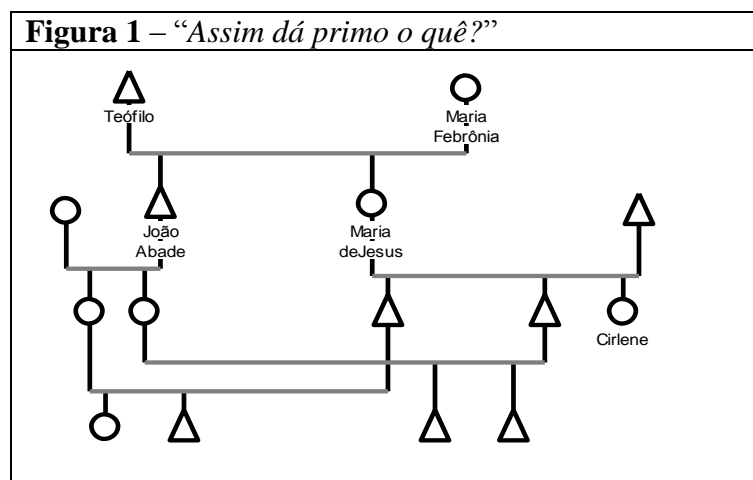 Figura 1 – “Assim dá primo o quê?”
Teófilo
Maria
Febrônia
João
Abade
Maria
deJesus
Cirlene